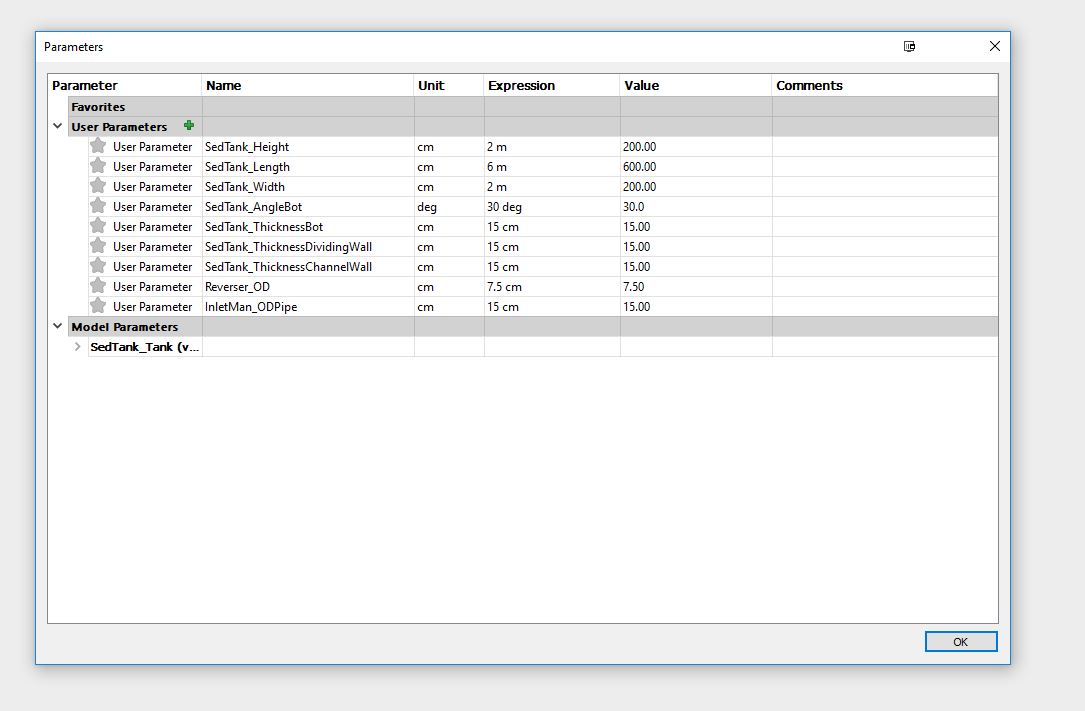 Parameters
Parameter Name Unit Expression Value Comments
Favorites
User Parameters
User Parameter SedTank_Height cm 2 m 200.00
User Parameter SedTank_Length cm 6 m 600.00
User Parameter SedTank_Width cm 2 m 200.00
User Parameter SedTank_AngleBot deg 30 deg 30.0
User Parameter SedTank_ThicknessBot cm 15 cm 15.00
User Parameter SedTank_ThicknessDividingWall cm 15 cm 15.00
User Parameter SedTank_ThicknessChannelWall cm 15 cm 15.00
User Parameter Reverser_OD cm 7.5 cm 7.50
User Parameter InletMan_ODPipe cm 15 cm 15.00
Model Parameters
SedTank_Tank (v...
OK